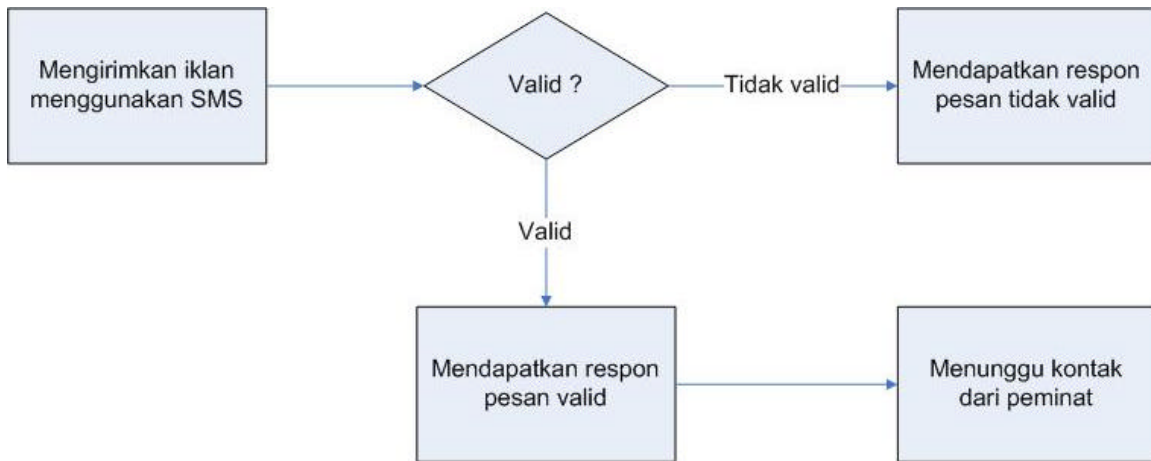 Mengirimkan iklan
menggunakan SMS
Valid ?
Tidak valid
Mendapatkan respon
pesan tidak valid
Valid
Mendapatkan respon
pesan valid
Menunggu kontak
dari peminat